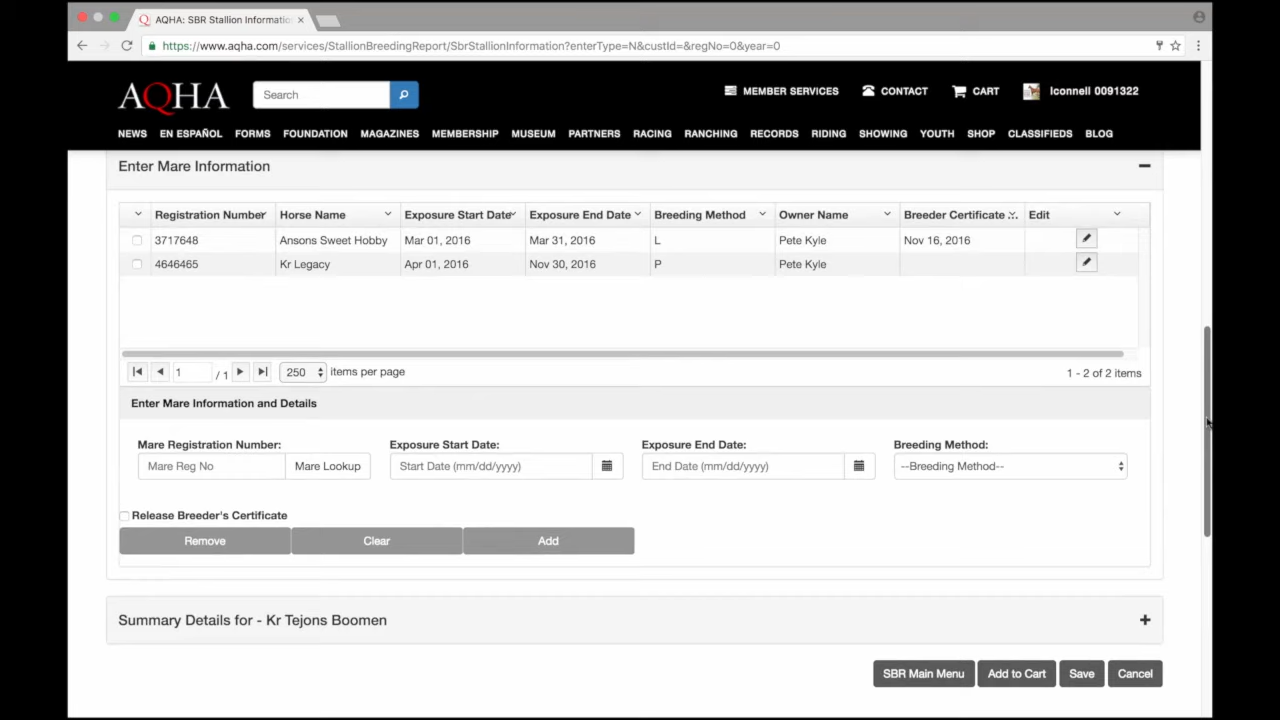 AQHA: SBR Stallion Informatio ×
https://www.aqha.com/services/StallionBreedingReport/SbrStallionInformation?enterType=N&custId=&regNo=0&year=0
AQHA Search MEMBER SERVICES CONTACT CART lconnell 0091322
NEWS EN ESPAÑOL FORMS FOUNDATION MAGAZINES MEMBERSHIP MUSEUM PARTNERS RACING RANCHING RECORDS RIDING SHOWING YOUTH SHOP CLASSIFIEDS BLOG
Enter Mare Information
Registration Number Horse Name Exposure Start Date Exposure End Date Breeding Method Owner Name Breeder Certificate ... Edit
3717648 Ansons Sweet Hobby Mar 01, 2016 Mar 31, 2016 L Pete Kyle Nov 16, 2016
4646465 Kr Legacy Apr 01, 2016 Nov 30, 2016 P Pete Kyle
1 / 1 250 items per page 1 - 2 of 2 items
Enter Mare Information and Details
Mare Registration Number: Exposure Start Date: Exposure End Date: Breeding Method:
Mare Reg No Mare Lookup Start Date (mm/dd/yyyy) End Date (mm/dd/yyyy) --Breeding Method--
Release Breeder's Certificate
Remove Clear Add
Summary Details for - Kr Tejons Boomen
SBR Main Menu Add to Cart Save Cancel